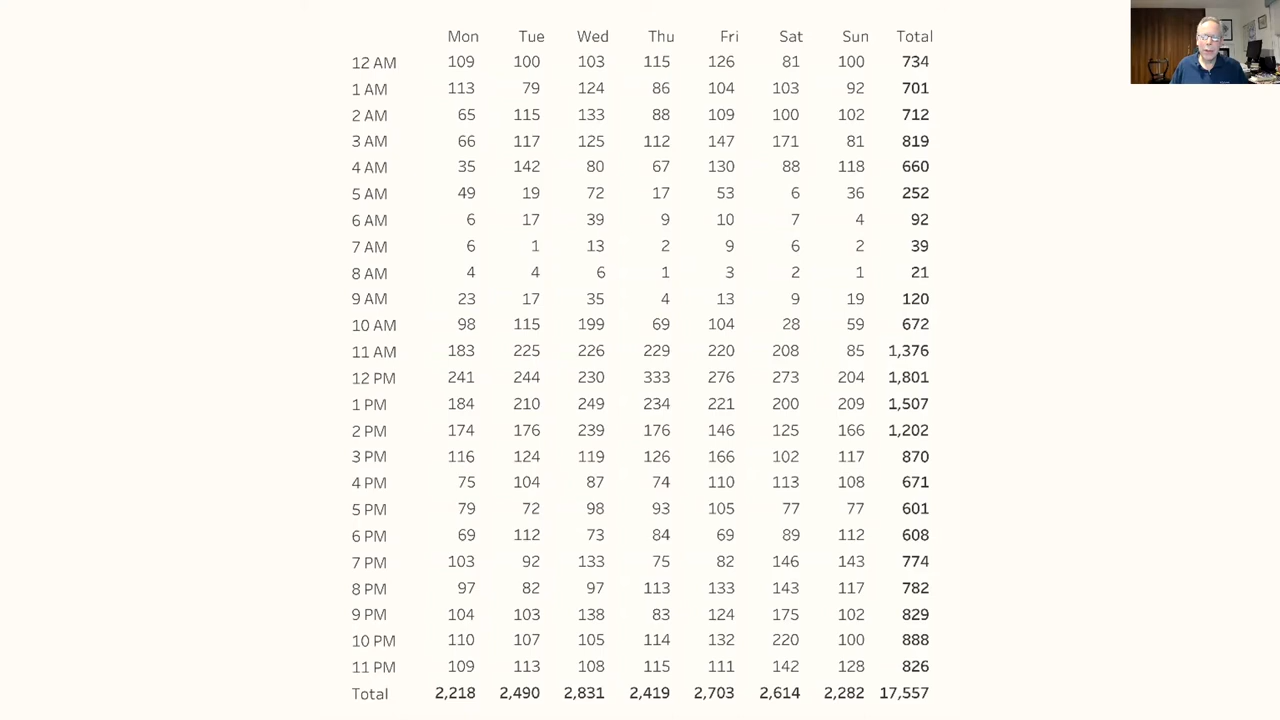 Mon Tue Wed Thu Fri Sat Sun Total
12 AM 109 100 103 115 126 81 100 734
1 AM 113 79 124 86 104 103 92 701
2 AM 65 115 133 88 109 100 102 712
3 AM 66 117 125 112 147 171 81 819
4 AM 35 142 80 67 130 88 118 660
5 AM 49 19 72 17 53 6 36 252
6 AM 6 17 39 9 10 7 4 92
7 AM 6 1 13 2 9 6 2 39
8 AM 4 4 6 1 3 2 1 21
9 AM 23 17 35 4 13 9 19 120
10 AM 98 115 199 69 104 28 59 672
11 AM 183 225 226 229 220 208 85 1,376
12 PM 241 244 230 333 276 273 204 1,801
1 PM 184 210 249 234 221 200 209 1,507
2 PM 174 176 239 176 146 125 166 1,202
3 PM 116 124 119 126 166 102 117 870
4 PM 75 104 87 74 110 113 108 671
5 PM 79 72 98 93 105 77 77 601
6 PM 69 112 73 84 69 89 112 608
7 PM 103 92 133 75 82 146 143 774
8 PM 97 82 97 113 133 143 117 782
9 PM 104 103 138 83 124 175 102 829
10 PM 110 107 105 114 132 220 100 888
11 PM 109 113 108 115 111 142 128 826
Total 2,218 2,490 2,831 2,419 2,703 2,614 2,282 17,557